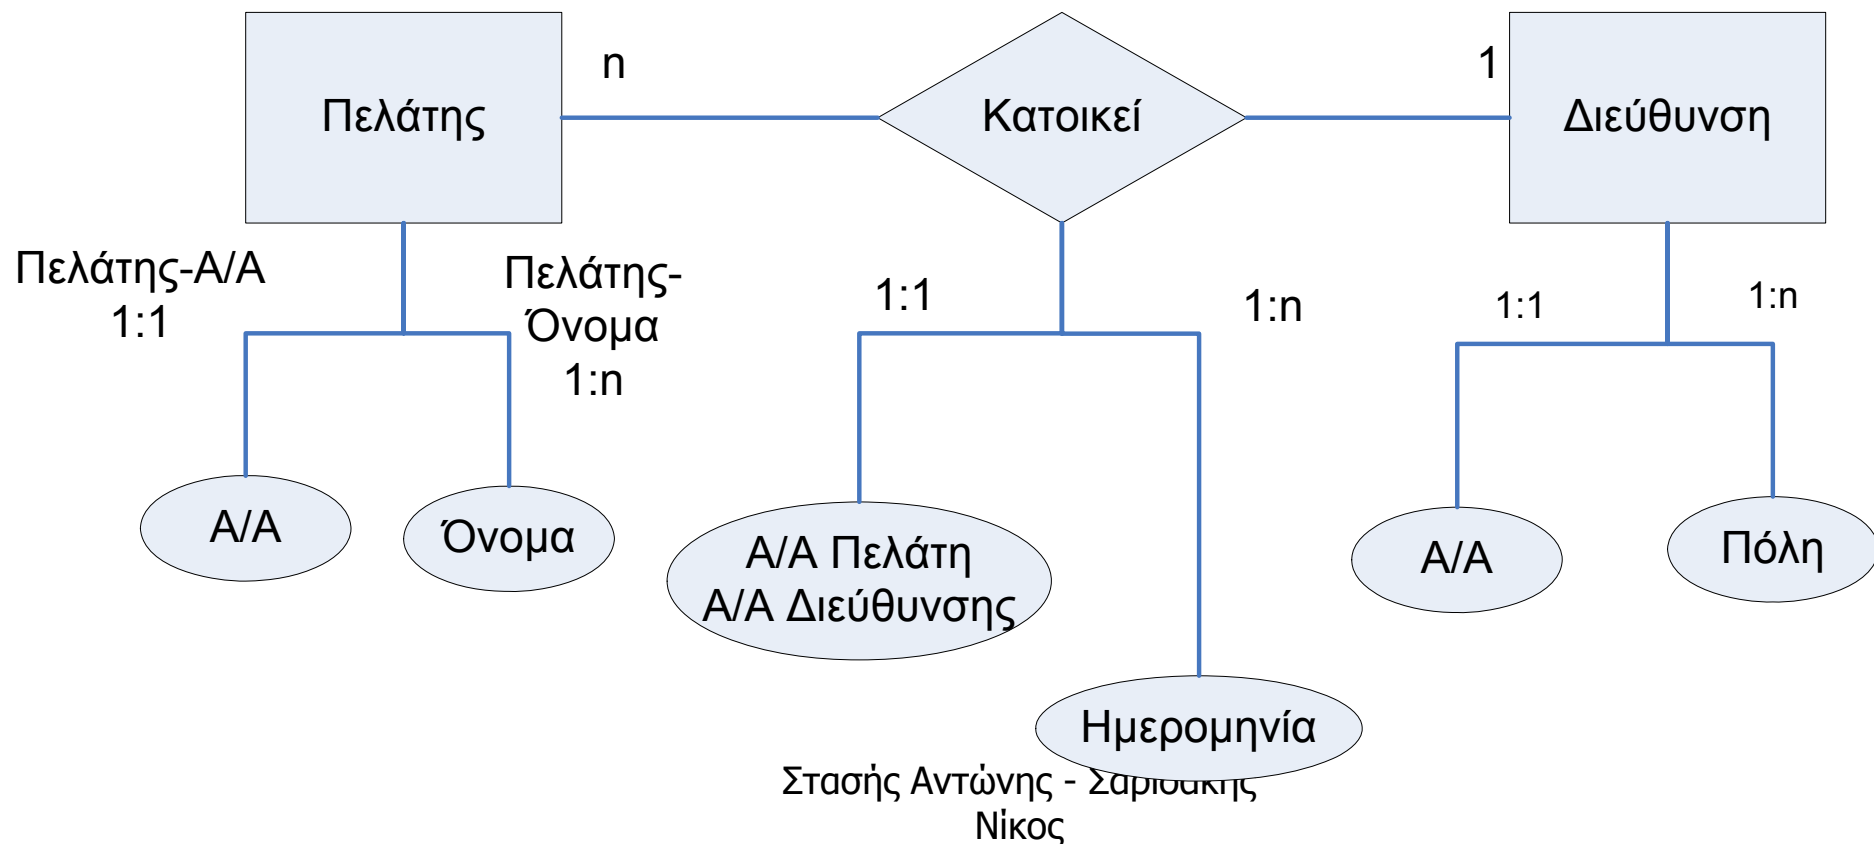 n
1
Πελάτης
Κατοικεί
Διεύθυνση
Πελάτης-Α/Α
1:1
Πελάτης-
Όνομα
1:n
1:1
1:n
1:1
1:n
Α/Α
Όνομα
Α/Α Πελάτη
Α/Α Διεύθυνσης
Α/Α
Πόλη
Ημερομηνία
Στασής Αντώνης - Σαριδάκης
Νίκος